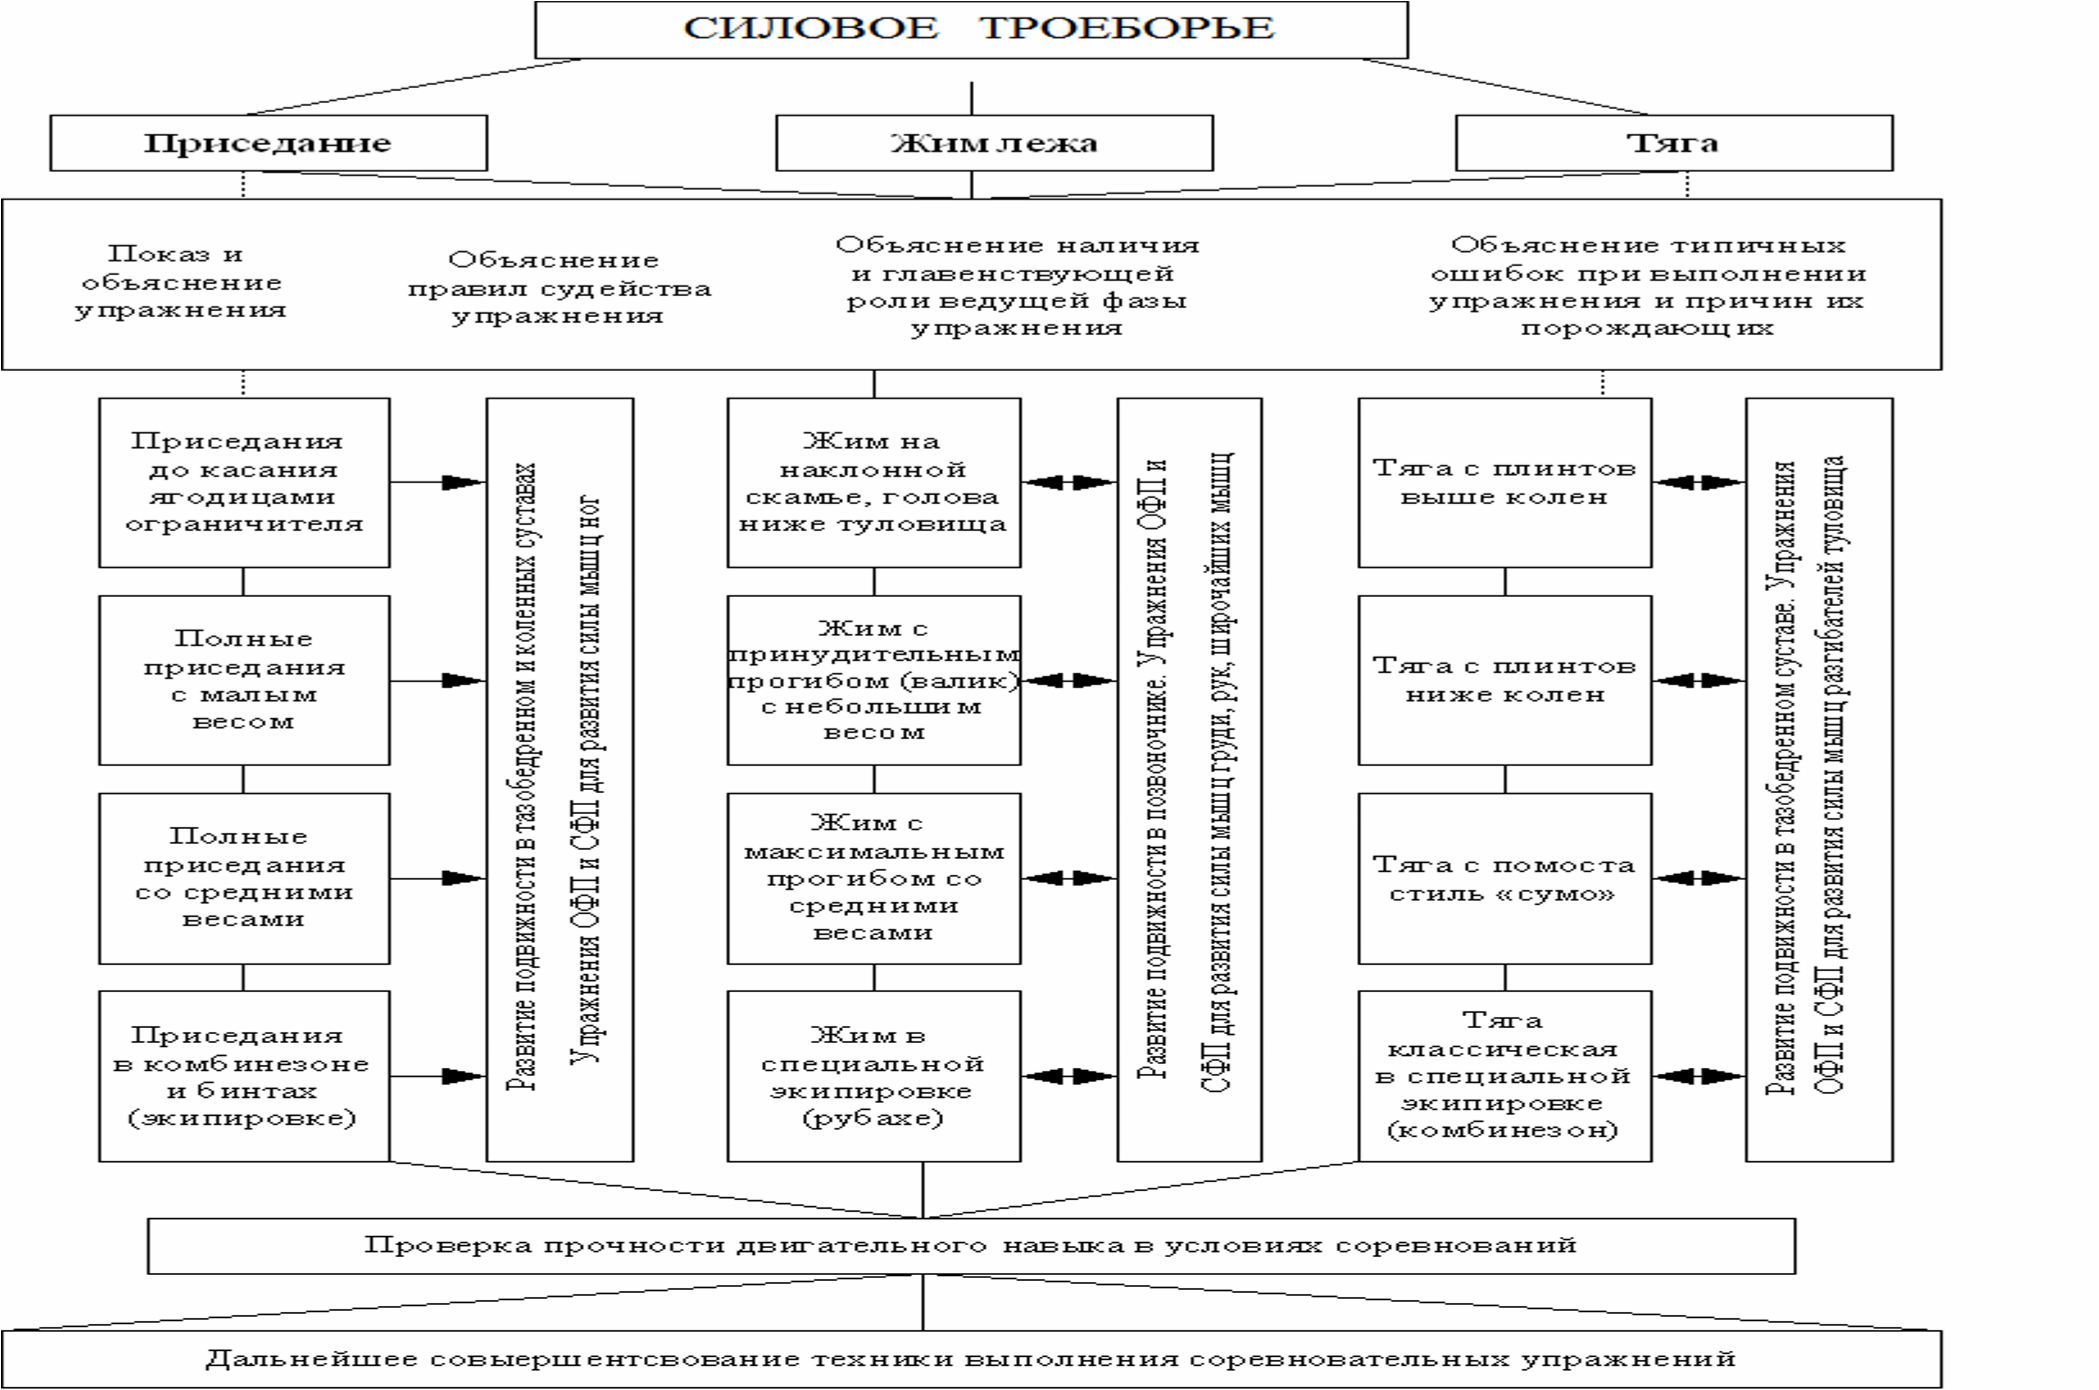 СИЛОВОЕ ТРОЕБОРЬЕ
Приседание
Жим лежа
Тяга
Показ и
объяснение
упражнения
Объяснение
правил судейства
упражнения
Объяснение наличия
и главенствующей
роли ведущей фазы
упражнения
Объяснение типичных
ошибок при выполнении
упражнения и причин их
порождающих
Приседания
до касания
ягодицами
ограничителя
Полные
приседания
с малым
весом
Полные
приседания
со средними
весами
Приседания
в комбинезоне
и бинтах
(экипировке)
Развитие подвижности в тазобедренном и коленных суставах
Упражнения ОФП и СФП для развития силы мышц ног
Жим на
наклонной
скамье, голова
ниже туловища
Жим с
принудительным
прогибом (валик)
с небольшим
весом
Жим с
максимальным
прогибом со
средними
весами
Жим в
специальной
экипировке
(рубахе)
Развитие подвижности в позвоночнике. Упражнения ОФП и
СФП для развития силы мышц груди, рук, широчайших мышц
Тяга с плинтов
выше колен
Тяга с плинтов
ниже колен
Тяга с помоста
стиль «сумо»
Тяга
классическая
в специальной
экипировке
(комбинезон)
Развитие подвижности в тазобедренном суставе. Упражнения
ОФП и СФП для развития силы мышц разгибателей туловища
Проверка прочности двигательного навыка в условиях соревнований
Дальнейшее совыершентсвование техники выполнения соревновательных упражнений